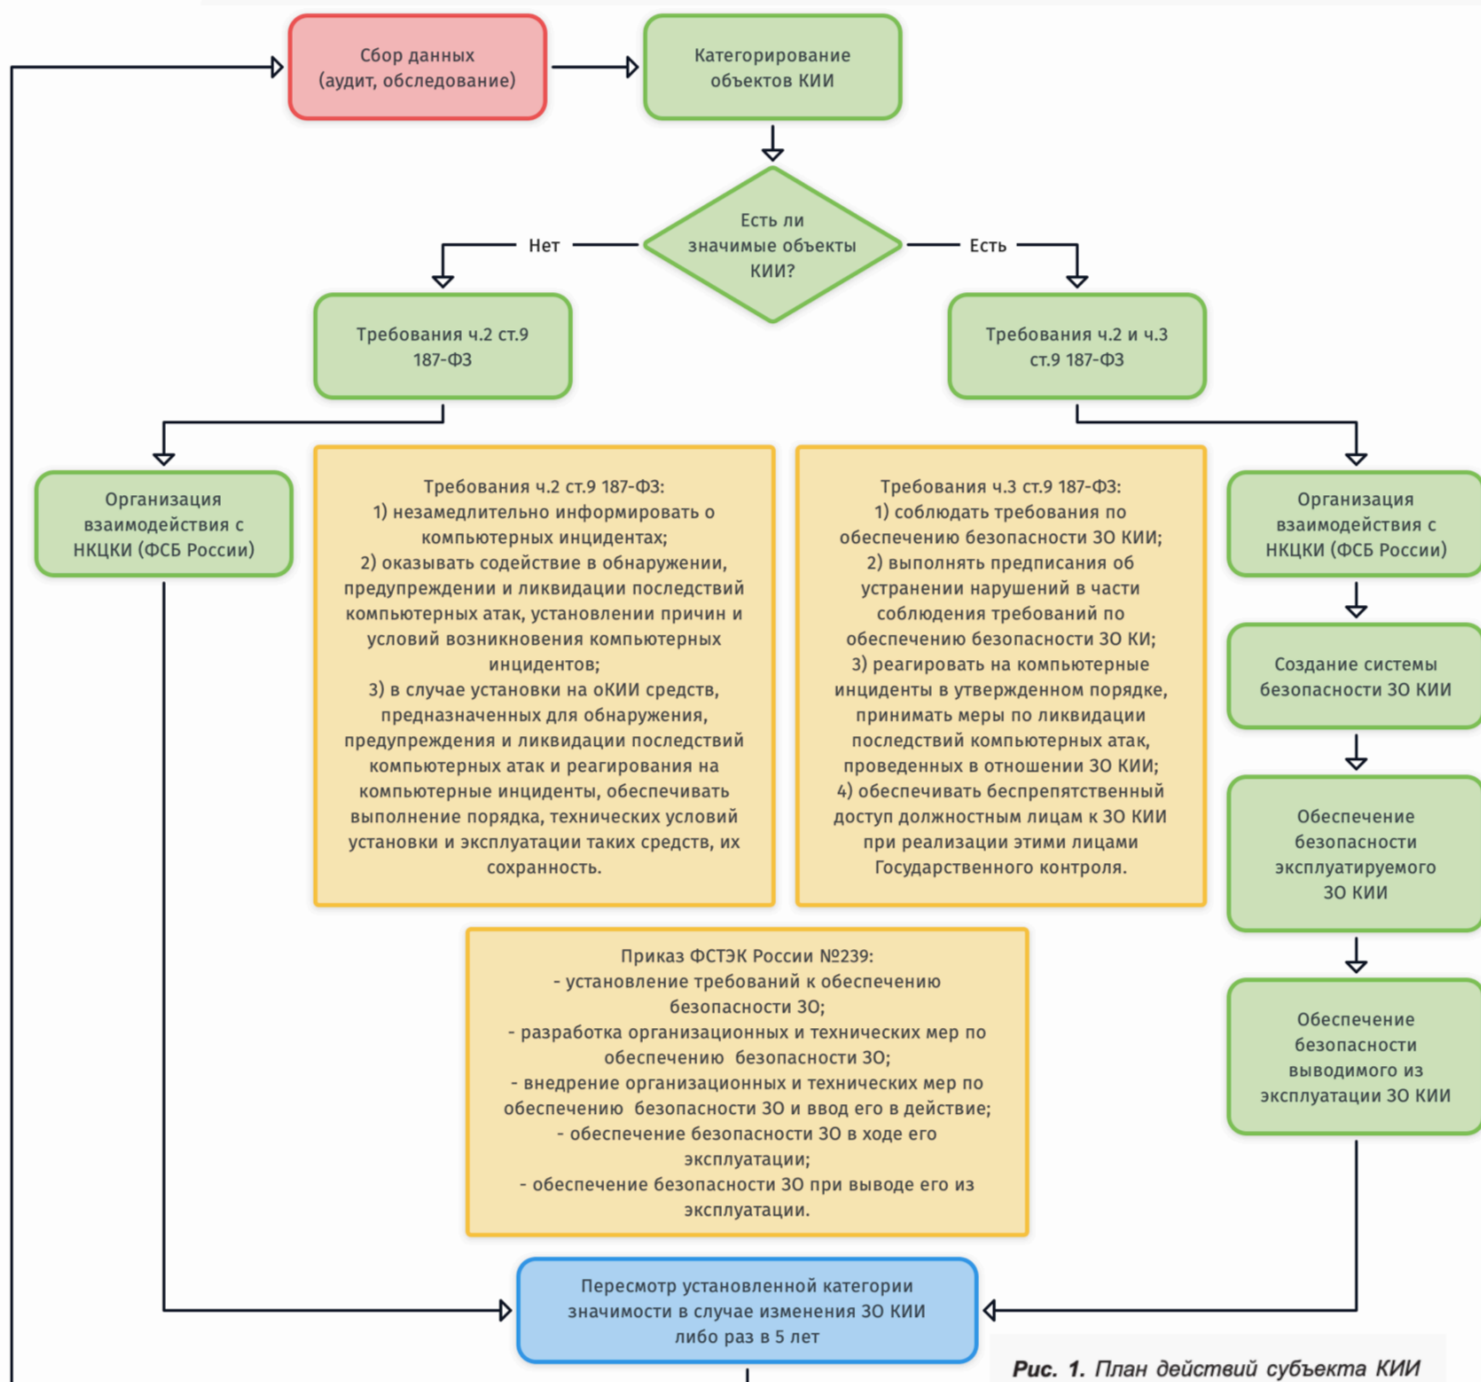 Сбор данных
(аудит, обследование)
Категорирование
объектов КИИ
Есть ли
значимые объекты
КИИ?
Нет
Есть
Требования ч.2 ст.9
187-ФЗ
Требования ч.2 и ч.3
ст.9 187-ФЗ
Организация
взаимодействия с
НКЦКИ (ФСБ России)
Требования ч.2 ст.9 187-ФЗ:
1) незамедлительно информировать о
компьютерных инцидентах;
2) оказывать содействие в обнаружении,
предупреждении и ликвидации последствий
компьютерных атак, установлении причин и
условий возникновения компьютерных
инцидентов;
3) в случае установки на оКИИ средств,
предназначенных для обнаружения,
предупреждения и ликвидации последствий
компьютерных атак и реагирования на
компьютерные инциденты, обеспечивать
выполнение порядка, технических условий
установки и эксплуатации таких средств, их
сохранность.
Требования ч.3 ст.9 187-ФЗ:
1) соблюдать требования по
обеспечению безопасности ЗО КИИ;
2) выполнять предписания об
устранении нарушений в части
соблюдения требований по
обеспечению безопасности ЗО КИ;
3) реагировать на компьютерные
инциденты в утвержденном порядке,
принимать меры по ликвидации
последствий компьютерных атак,
проведенных в отношении ЗО КИИ;
4) обеспечивать беспрепятственный
доступ должностным лицам к ЗО КИИ
при реализации этими лицами
Государственного контроля.
Организация
взаимодействия с
НКЦКИ (ФСБ России)
Создание системы
безопасности ЗО КИИ
Обеспечение
безопасности
эксплуатируемого
ЗО КИИ
Обеспечение
безопасности
выводимого из
эксплуатации ЗО КИИ
Приказ ФСТЭК России №239:
- установление требований к обеспечению
безопасности ЗО;
- разработка организационных и технических мер по
обеспечению безопасности ЗО;
- внедрение организационных и технических мер по
обеспечению безопасности ЗО и ввод его в действие;
- обеспечение безопасности ЗО в ходе его
эксплуатации;
- обеспечение безопасности ЗО при выводе его из
эксплуатации.
Пересмотр установленной категории
значимости в случае изменения ЗО КИИ
либо раз в 5 лет
Рис. 1. План действий субъекта КИИ